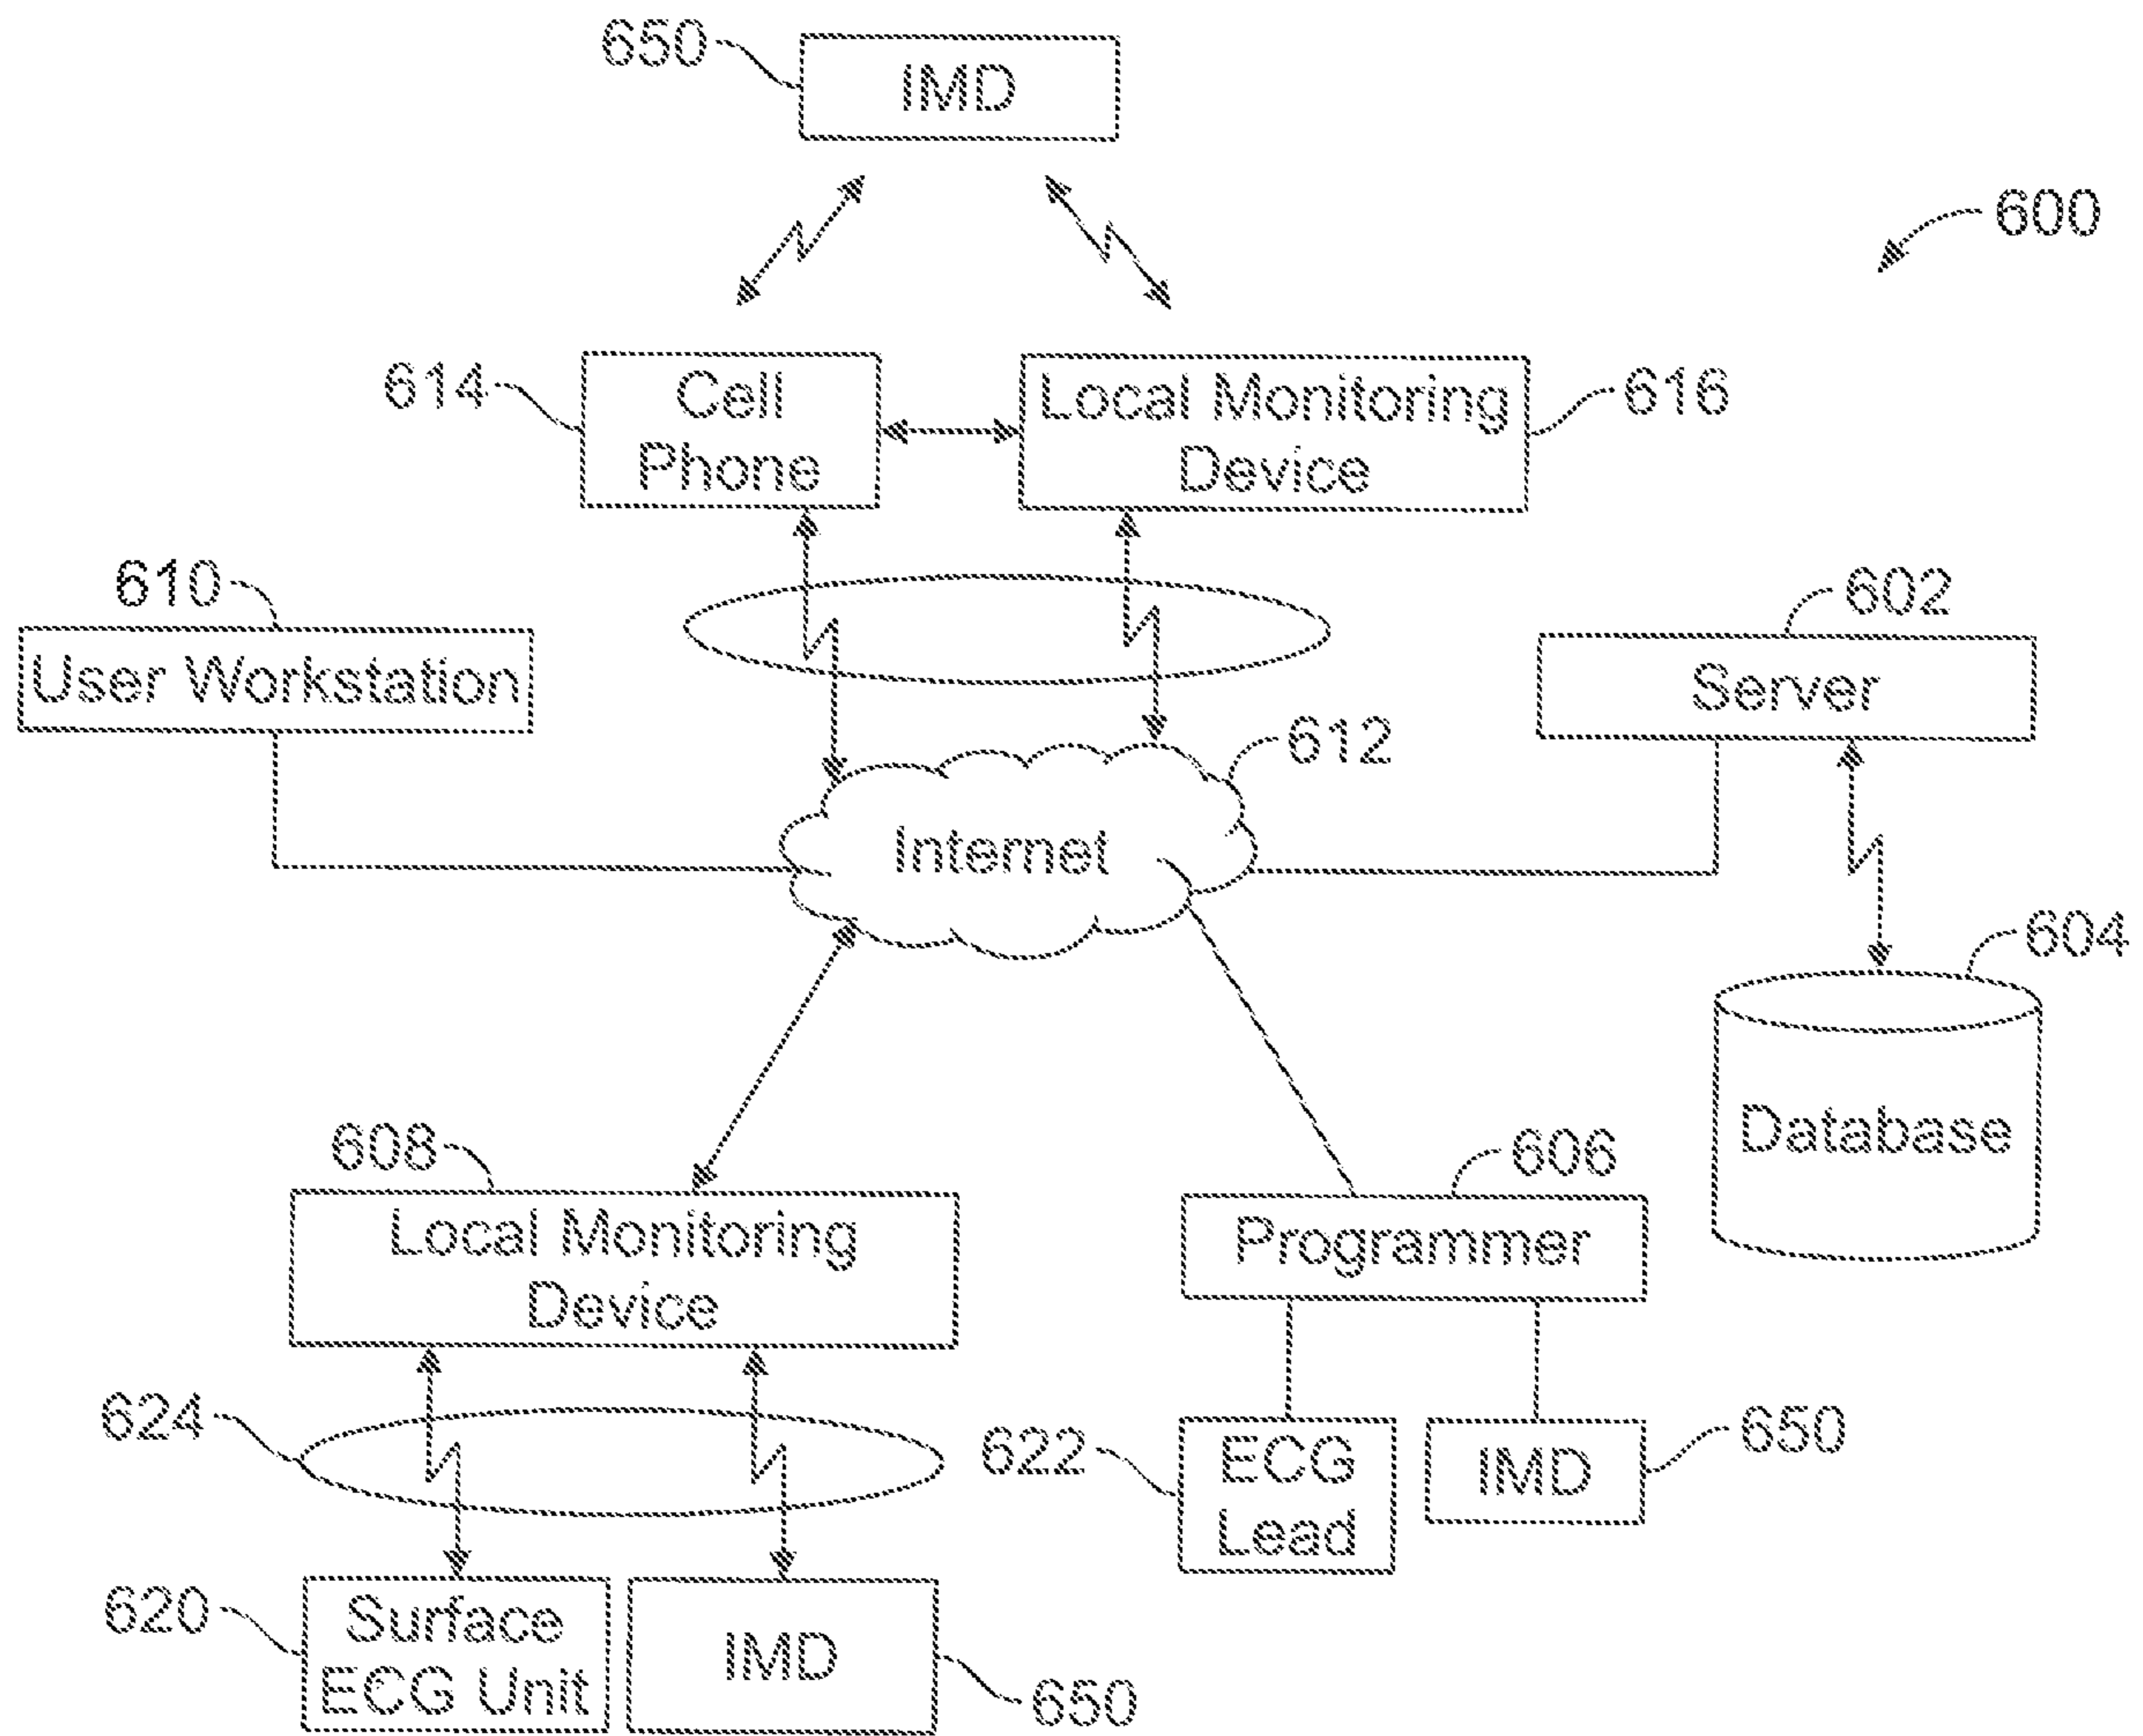 650
IMD
600
614
Cell
Phone
Local Monitoring
Device
616
610
User Workstation
602
Server
612
Internet
604
Database
608
Local Monitoring
Device
606
Programmer
624
622
ECG
Lead
IMD
650
620
Surface
ECG Unit
IMD
650